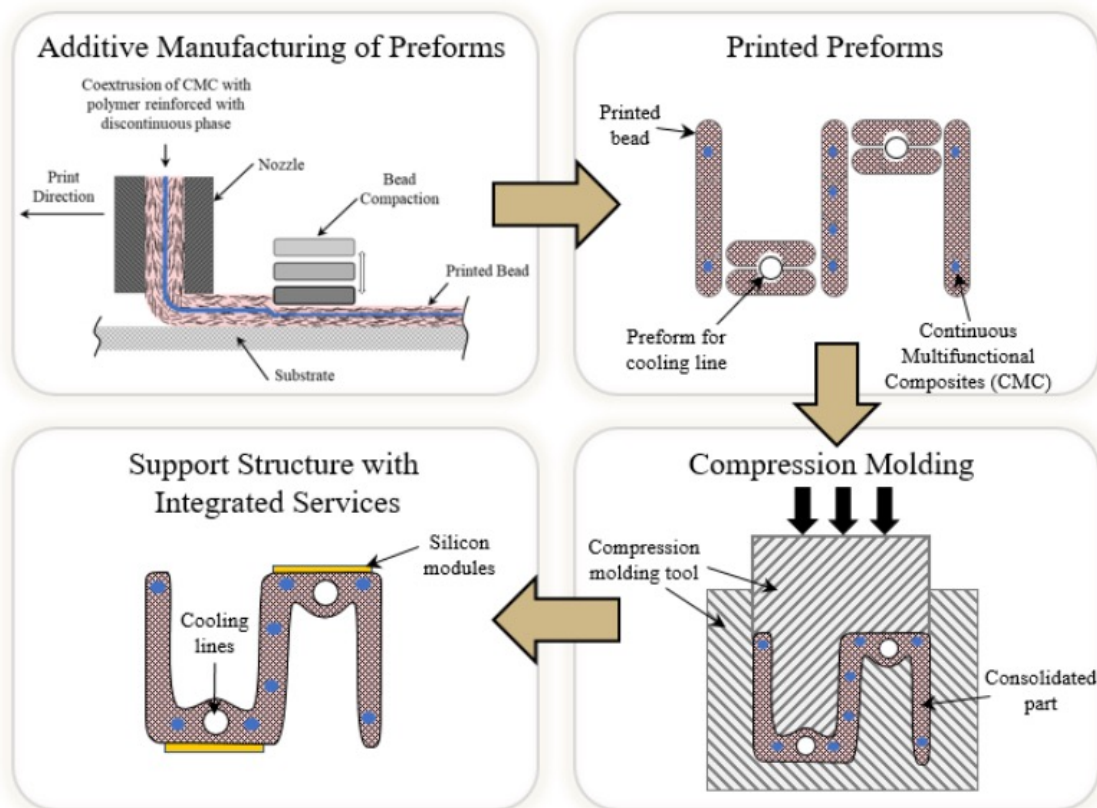 Additive Manufacturing of Preforms
Coextrusion of CMC with
polymer reinforced with
discontinuous phase
Print
Direction
Nozzle
Bead
Compaction
Printed Bead
Substrate
Printed Preforms
Printed
bead
Preform for
cooling line
Continuous
Multifunctional
Composites (CMC)
Support Structure with
Integrated Services
Silicon
modules
Cooling
lines
Compression Molding
Compression
molding tool
Consolidated
part